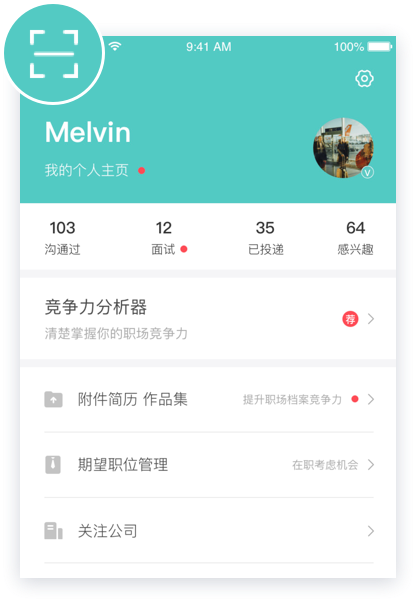 9:41 AM 100%
Melvin
我的个人主页
V
103 12 35 64
沟通过 面试 已投递 感兴趣
竞争力分析器
荐
清楚掌握你的职场竞争力
附件简历 作品集 提升职场档案竞争力
期望职位管理 在职考虑机会
关注公司